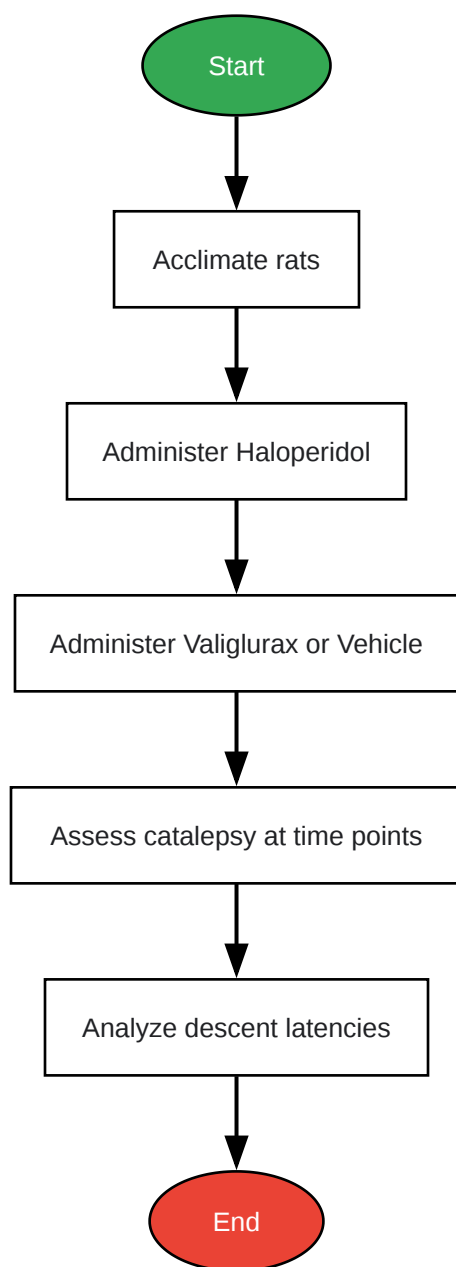 Start
Acclimate rats
Administer Haloperidol
Administer Valiglurax or Vehicle
Assess catalepsy at time points
Analyze descent latencies
End